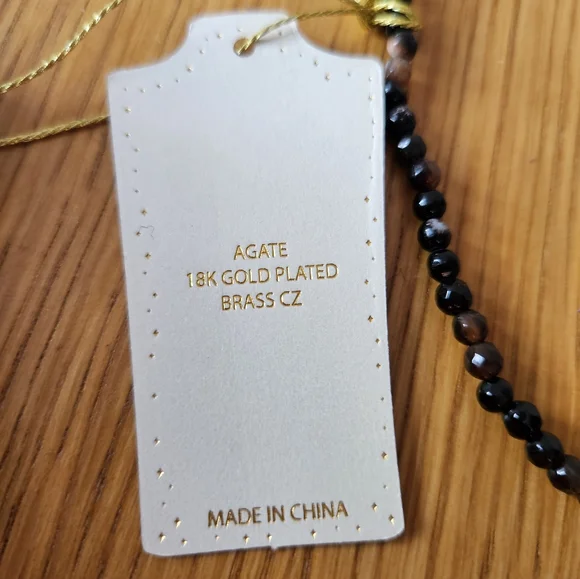 AGATE
18K GOLD PLATED
BRASS CZ
MADE IN CHINA